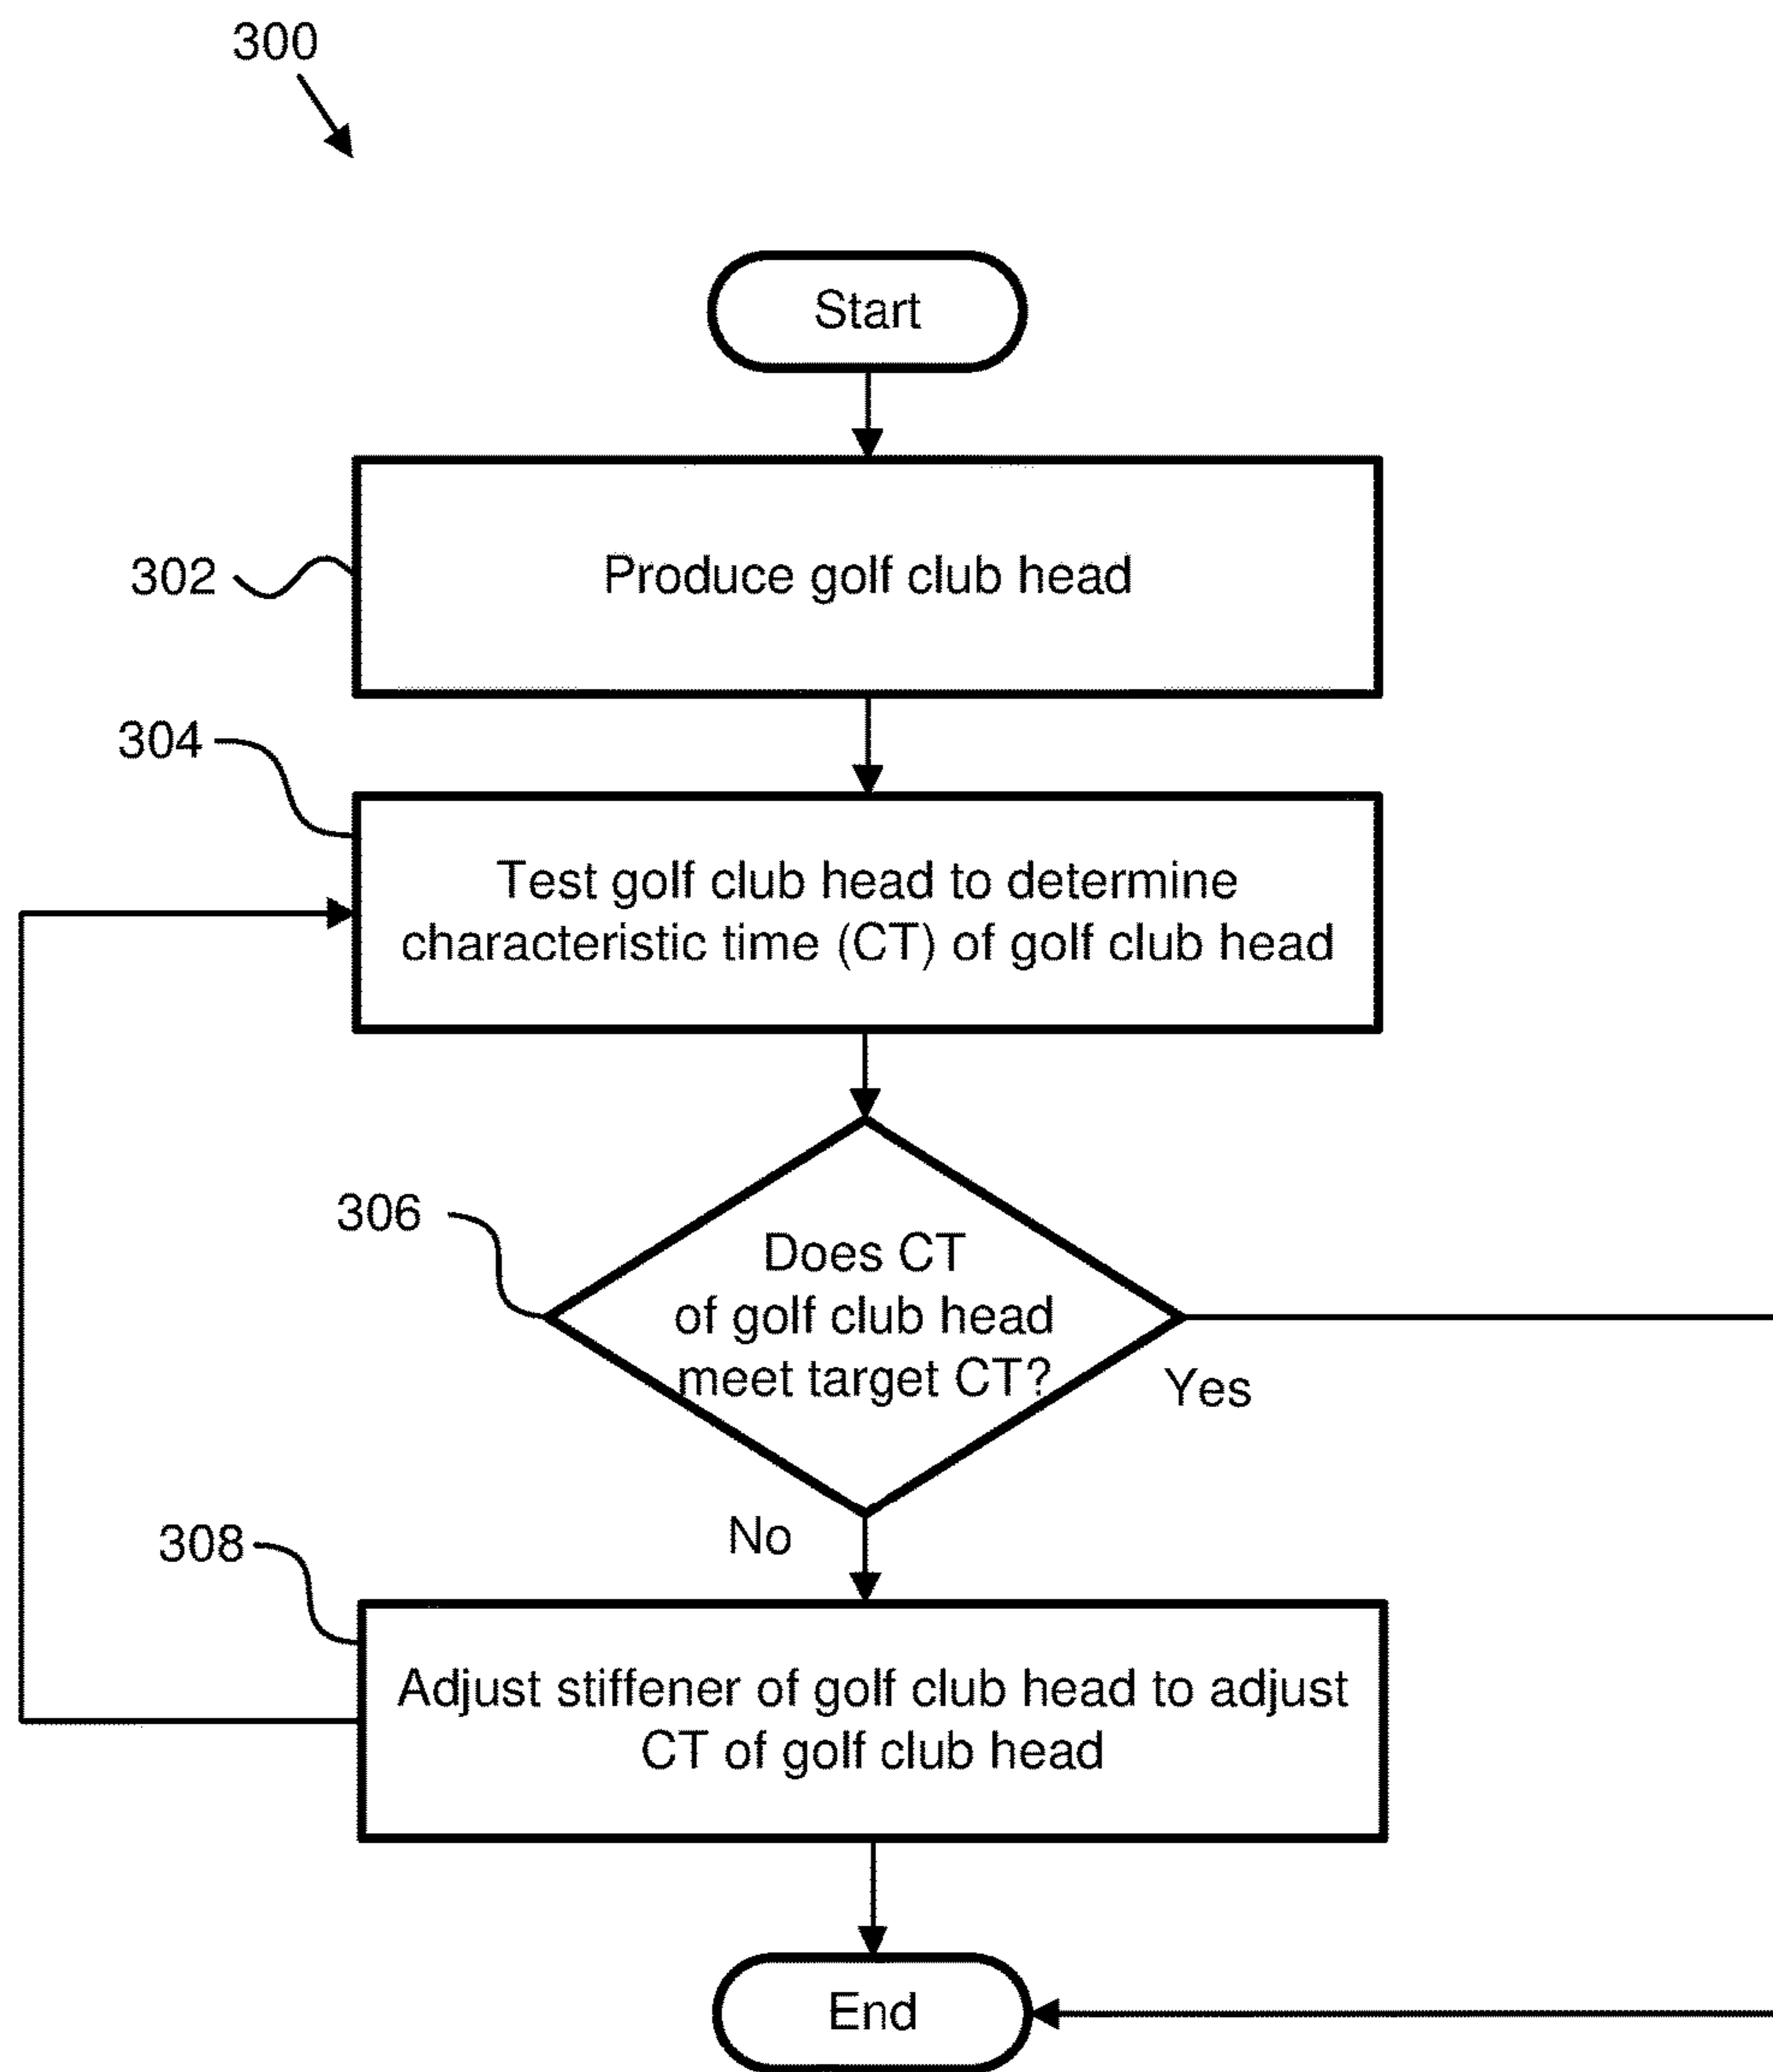 300
Start
302
Produce golf club head
304
Test golf club head to determine
characteristic time (CT) of golf club head
306
Does CT
of golf club head
meet target CT?
Yes
No
308
Adjust stiffener of golf club head to adjust
CT of golf club head
End